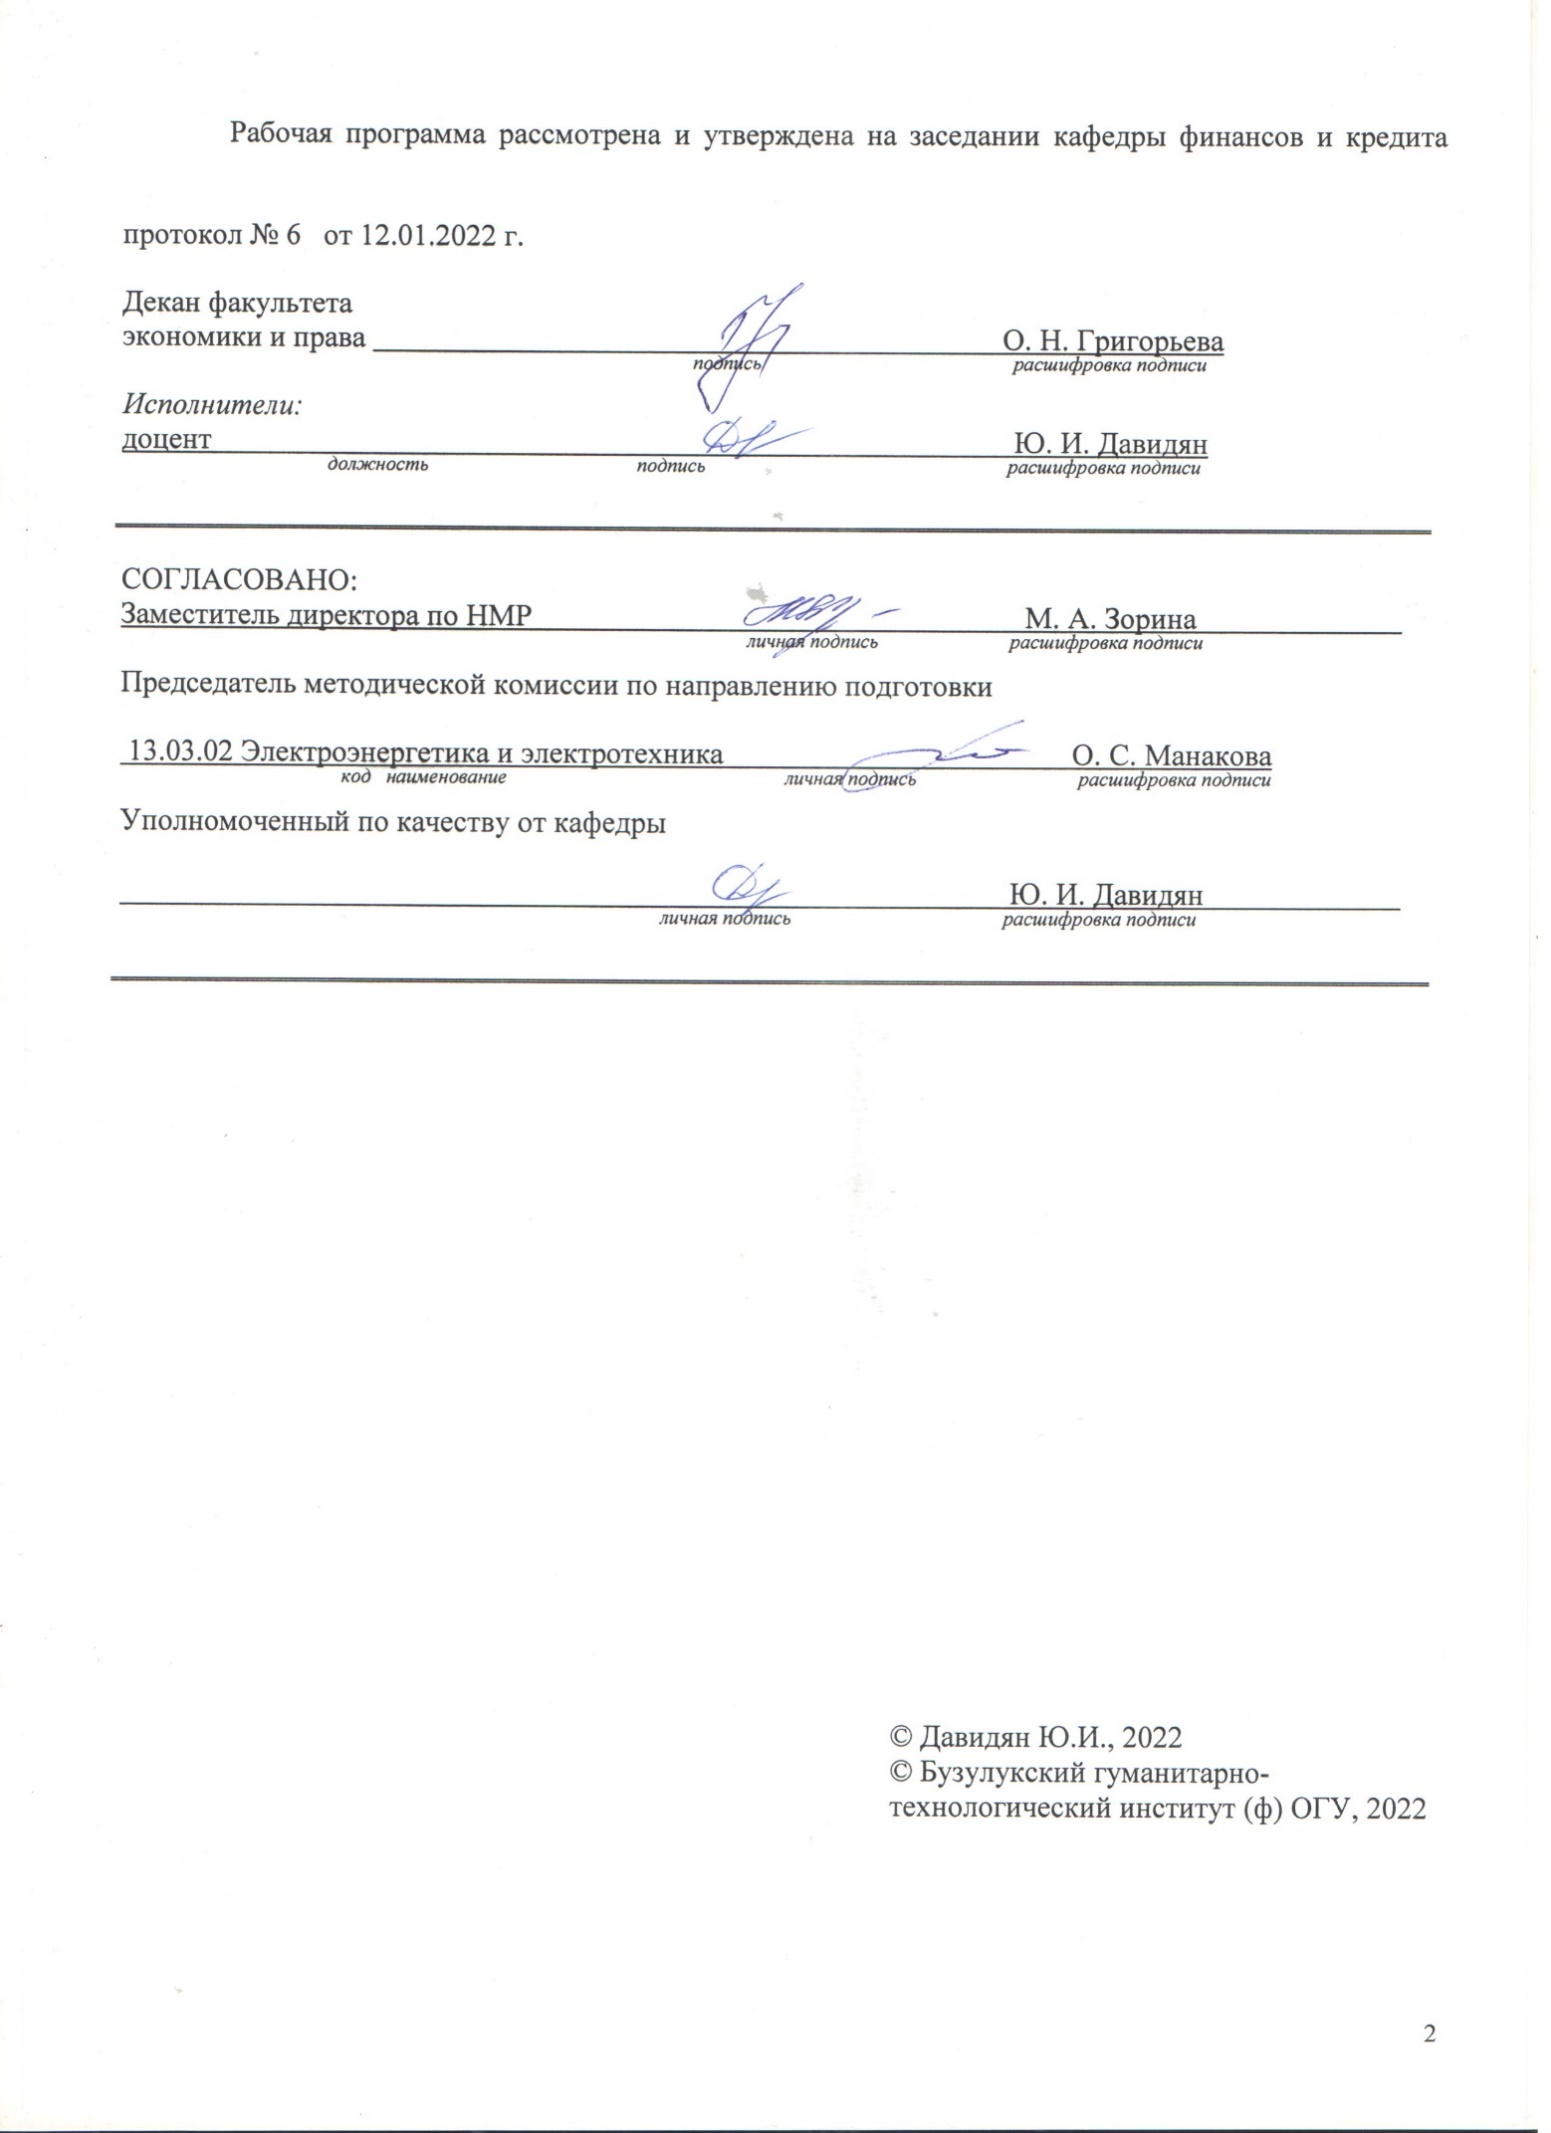 Рабочая программа рассмотрена и утверждена на заседании кафедры финансов и кредита
протокол № 6 от 12.01.2022 г.
Декан факультета
экономики и права О. Н. Григорьева
подпись расшифровка подписи
Исполнители:
доцент Ю. И. Давидян
должность подпись расшифровка подписи
СОГЛАСОВАНО:
Заместитель директора по НМР М. А. Зорина
личная подпись расшифровка подписи
Председатель методической комиссии по направлению подготовки
13.03.02 Электроэнергетика и электротехника О. С. Манакова
код наименование личная подпись расшифровка подписи
Уполномоченный по качеству от кафедры
Ю. И. Давидян
личная подпись расшифровка подписи
© Давидян Ю.И., 2022
© Бузулукский гуманитарно-
технологический институт (ф) ОГУ, 2022
2